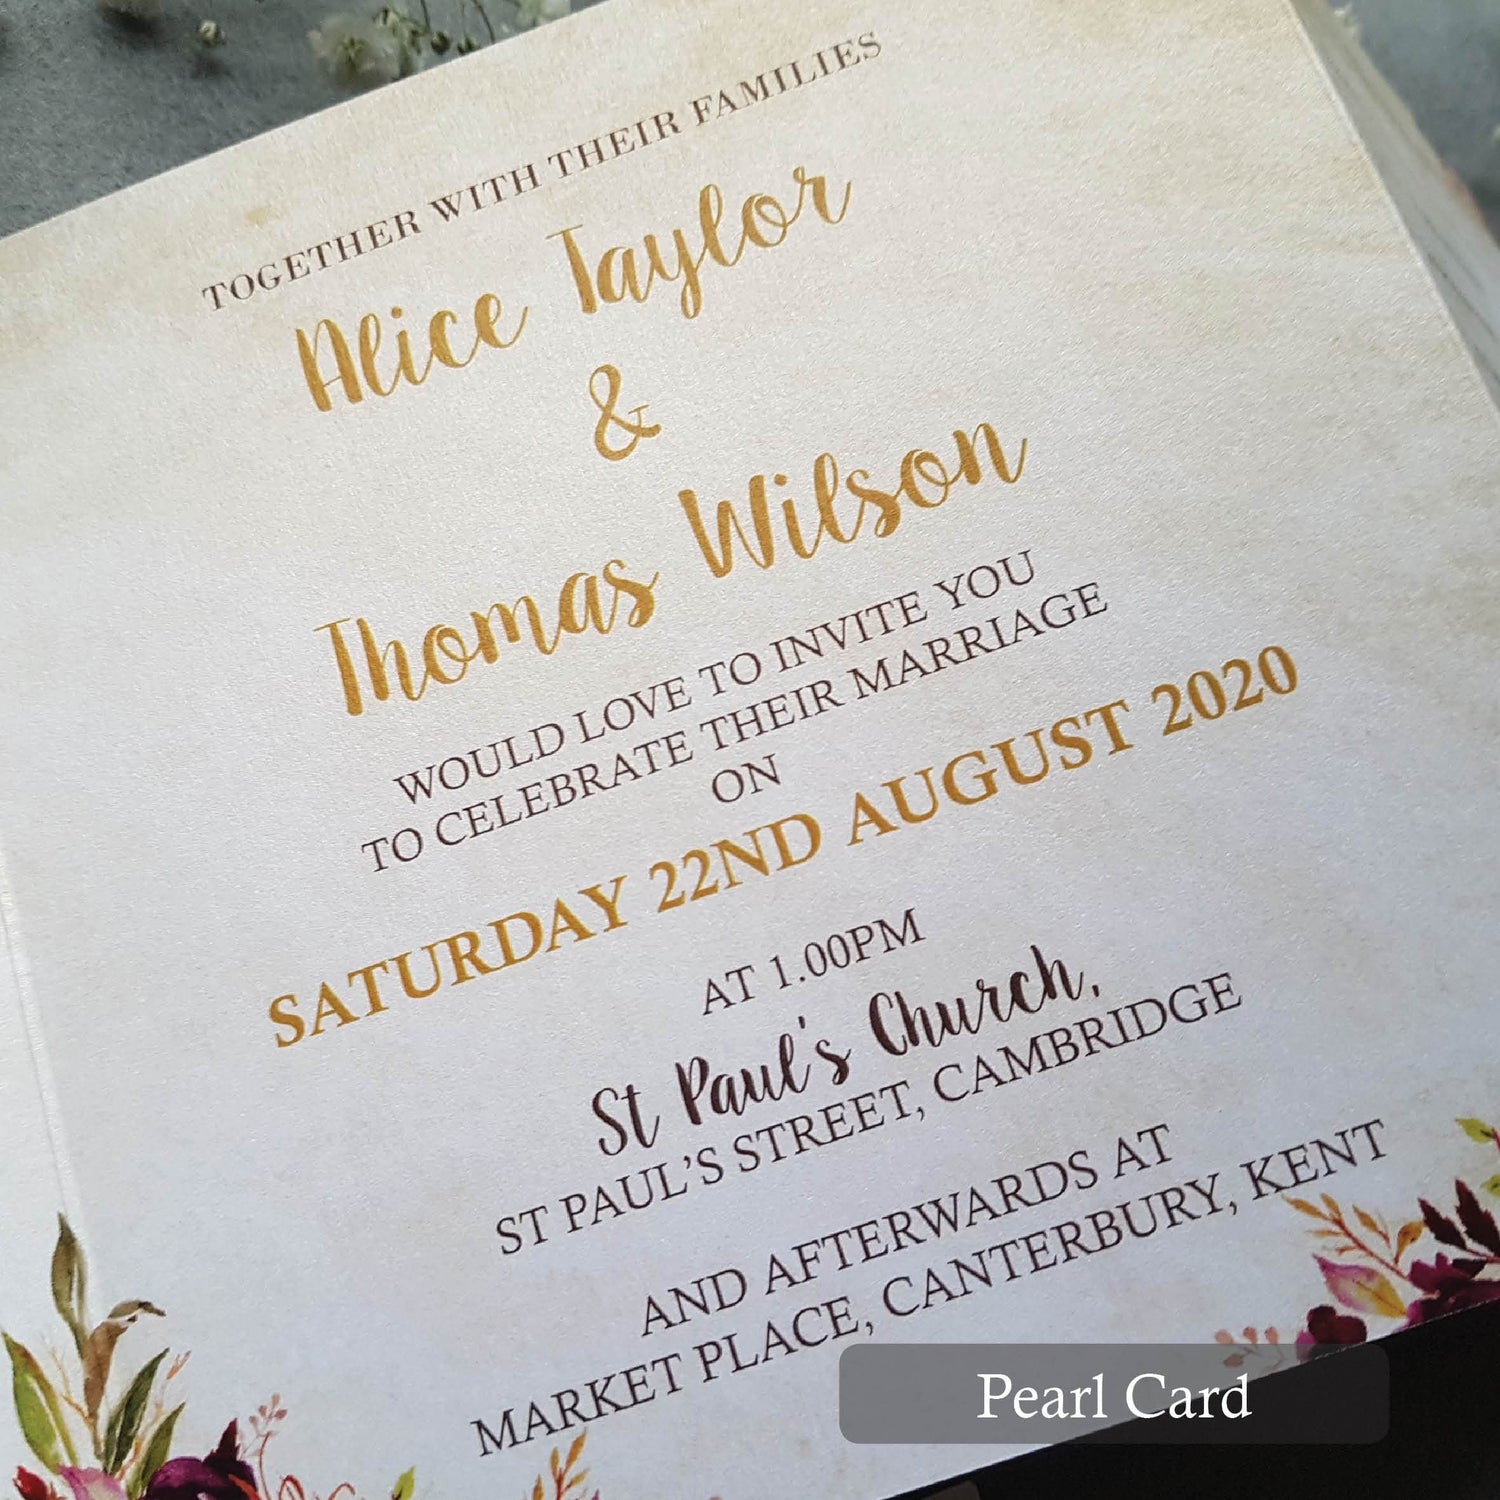 TOGETHER WITH THEIR FAMILIES
Alice Taylor
&
Thomas Wilson
WOULD LOVE TO INVITE YOU
TO CELEBRATE THEIR MARRIAGE
ON
SATURDAY 22ND AUGUST 2020
AT 1.00PM
St Paul's Church,
ST PAUL'S STREET, CAMBRIDGE
AND AFTERWARDS AT
MARKET PLACE, CANTERBURY, KENT
Pearl Card